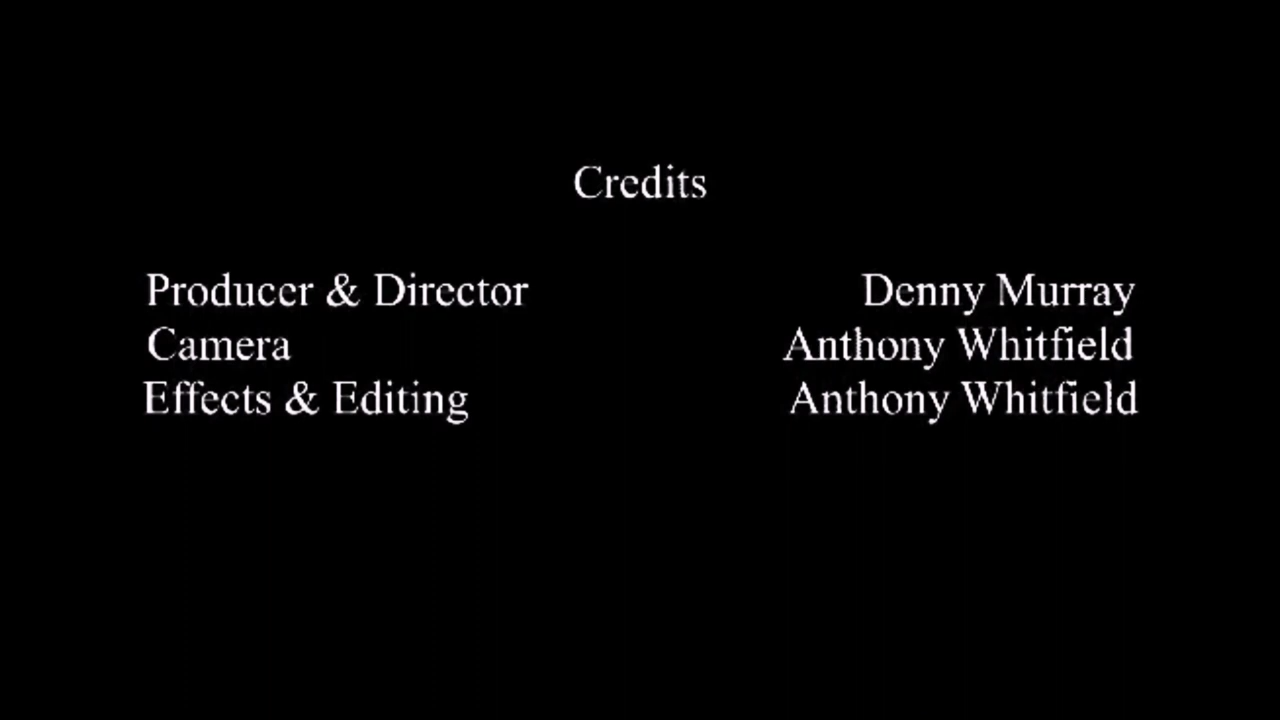 Credits
Producer & Director Denny Murray
Camera Anthony Whitfield
Effects & Editing Anthony Whitfield